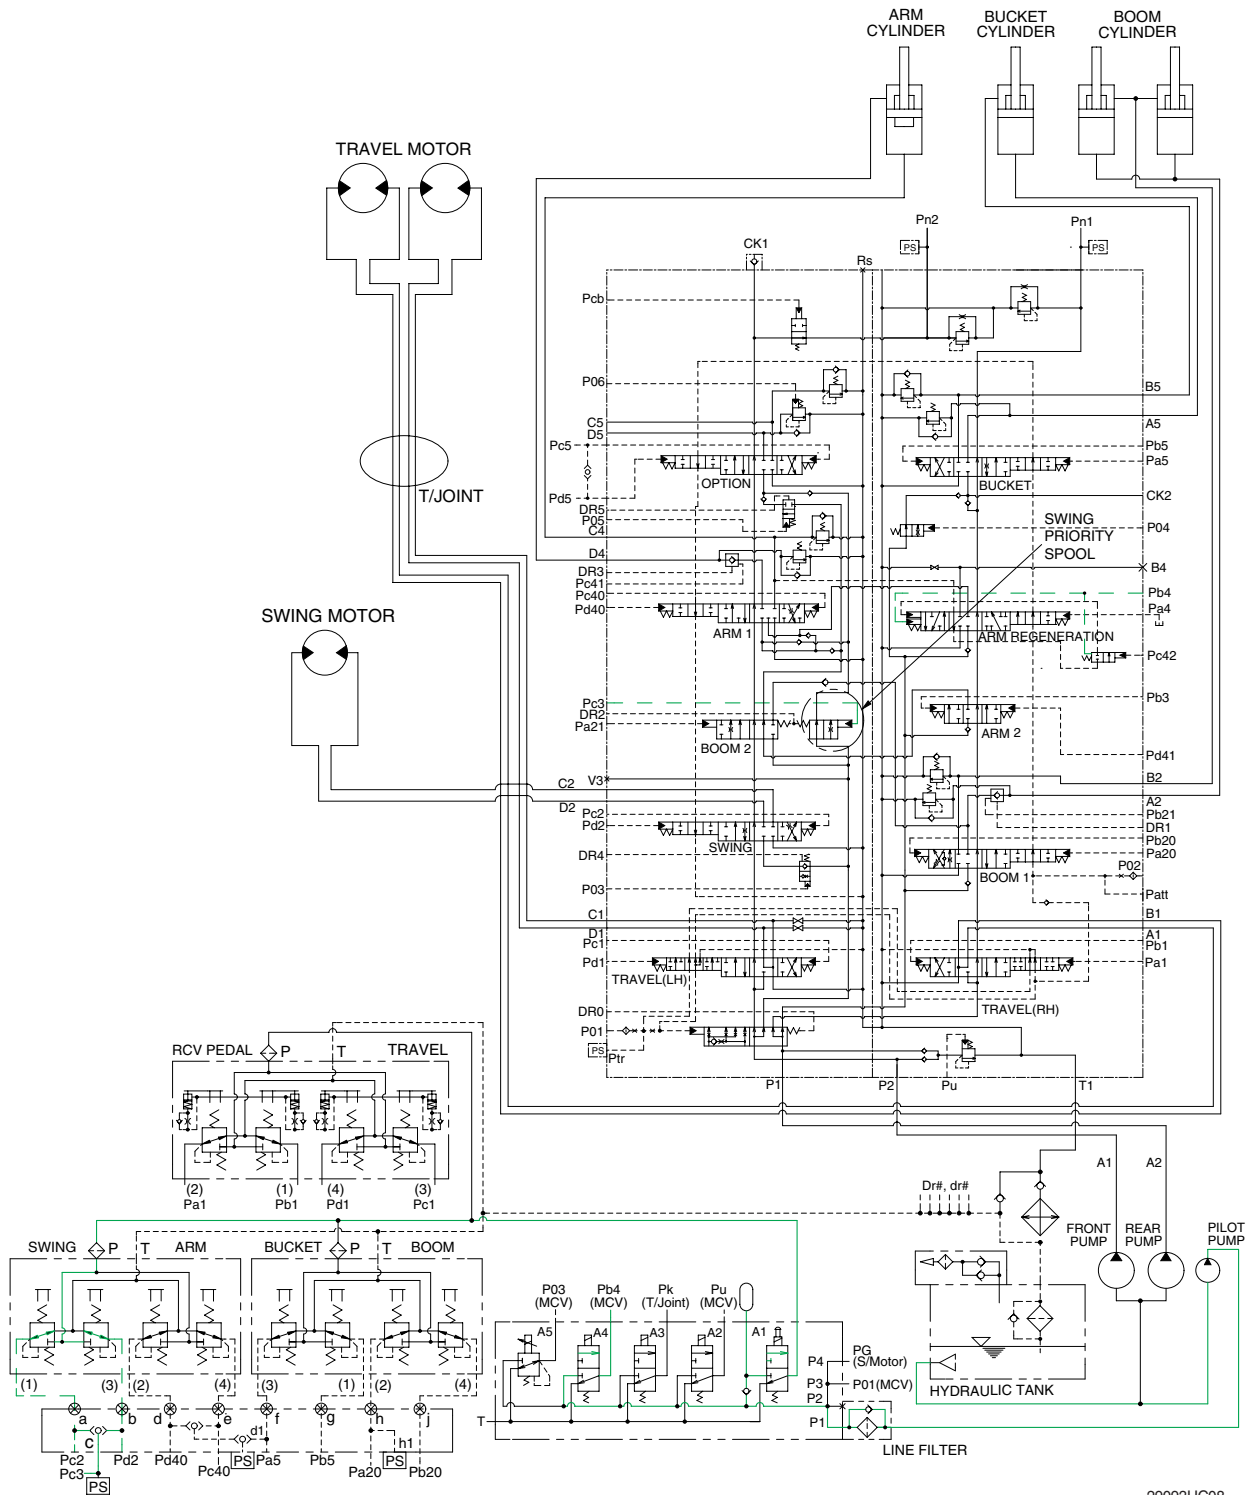 ARM
CYLINDER
BUCKET
CYLINDER
BOOM
CYLINDER
TRAVEL MOTOR
T/JOINT
SWING MOTOR
Pn2
Pn1
PS
PS
CK1
Rs
Pcb
P06
C5
D5
Pc5
Pd5
OPTION
DR5
P05
C4
D4
DR3
Pc41
Pc40
Pd40
ARM 1
Pc3
DR2
Pa21
BOOM 2
V3
C2
D2
Pc2
Pd2
SWING
DR4
P03
C1
D1
Pc1
Pd1
TRAVEL(LH)
DR0
P01
PS
Ptr
B5
A5
Pb5
Pa5
BUCKET
CK2
SWING
PRIORITY
SPOOL
P04
B4
Pb4
Pa4
ARM REGENERATION
Pc42
Pb3
ARM 2
Pd41
B2
A2
Pb21
DR1
Pb20
Pa20
BOOM 1
P02
Patt
B1
A1
Pb1
Pa1
TRAVEL(RH)
P1
P2
Pu
T1
RCV PEDAL
P
T
TRAVEL
(2)
(1)
(4)
(3)
Pa1
Pb1
Pd1
Pc1
SWING
P
T
ARM
BUCKET
P
T
BOOM
(1)
(3)
(2)
(4)
(3)
(1)
(2)
(4)
a
b
d
e
f
g
h
j
c
d1
h1
Pc2
Pd2
Pd40
Pc40
PS
Pa5
Pb5
Pa20
PS
Pb20
Pc3
PS
P03
(MCV)
Pb4
(MCV)
Pk
(T/Joint)
Pu
(MCV)
A5
A4
A3
A2
A1
T
P4
P3
P2
P1
PG
(S/Motor)
P01(MCV)
LINE FILTER
Dr#, dr#
A1
A2
FRONT
PUMP
REAR
PUMP
PILOT
PUMP
HYDRAULIC TANK